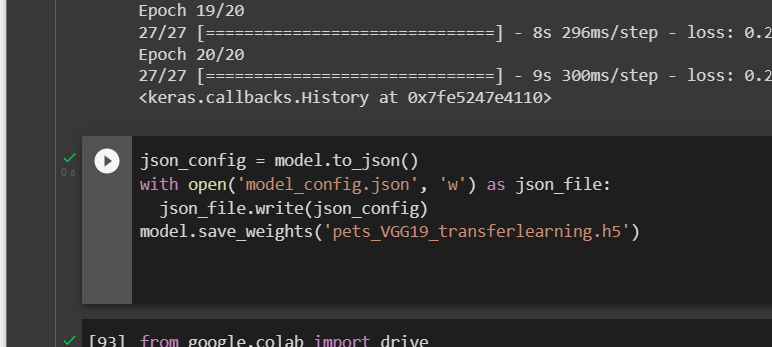 Epoch 19/20
27/27 [==============================] - 8s 296ms/step - loss: 0.2
Epoch 20/20
27/27 [==============================] - 9s 300ms/step - loss: 0.2
<keras.callbacks.History at 0x7fe5247e4110>
0 s
json_config = model.to_json()
with open('model_config.json', 'w') as json_file:
  json_file.write(json_config)
model.save_weights('pets_VGG19_transferlearning.h5')
[93] from google.colab import drive